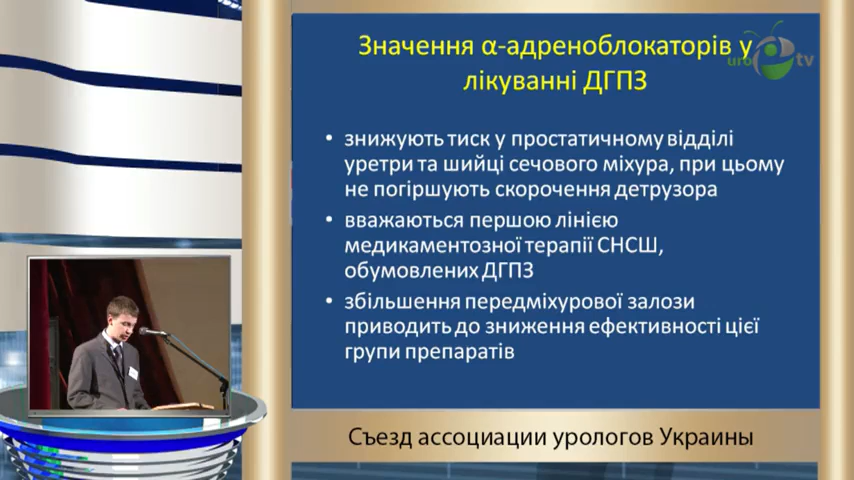 Значення α-адреноблокаторів у
лікуванні ДГПЗ
uro tv
• знижують тиск у простатичному відділі
уретри та шийці сечового міхура, при цьому
не погіршують скорочення детрузора
• вважаються першою лінією
медикаментозної терапії СНСШ,
обумовлених ДГПЗ
• збільшення передміхурової залози
приводить до зниження ефективності цієї
групи препаратів
Съезд ассоциации урологов Украины